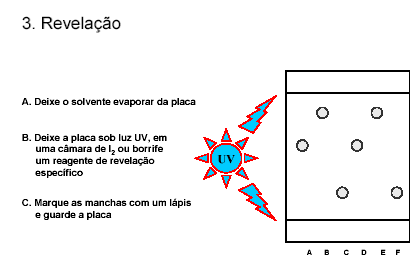 3. Revelação
A. Deixe o solvente evaporar da placa
B. Deixe a placa sob luz UV, em
uma câmara de I2 ou borrife
um reagente de revelação
específico
UV
C. Marque as manchas com um lápis
e guarde a placa
A B C D E F